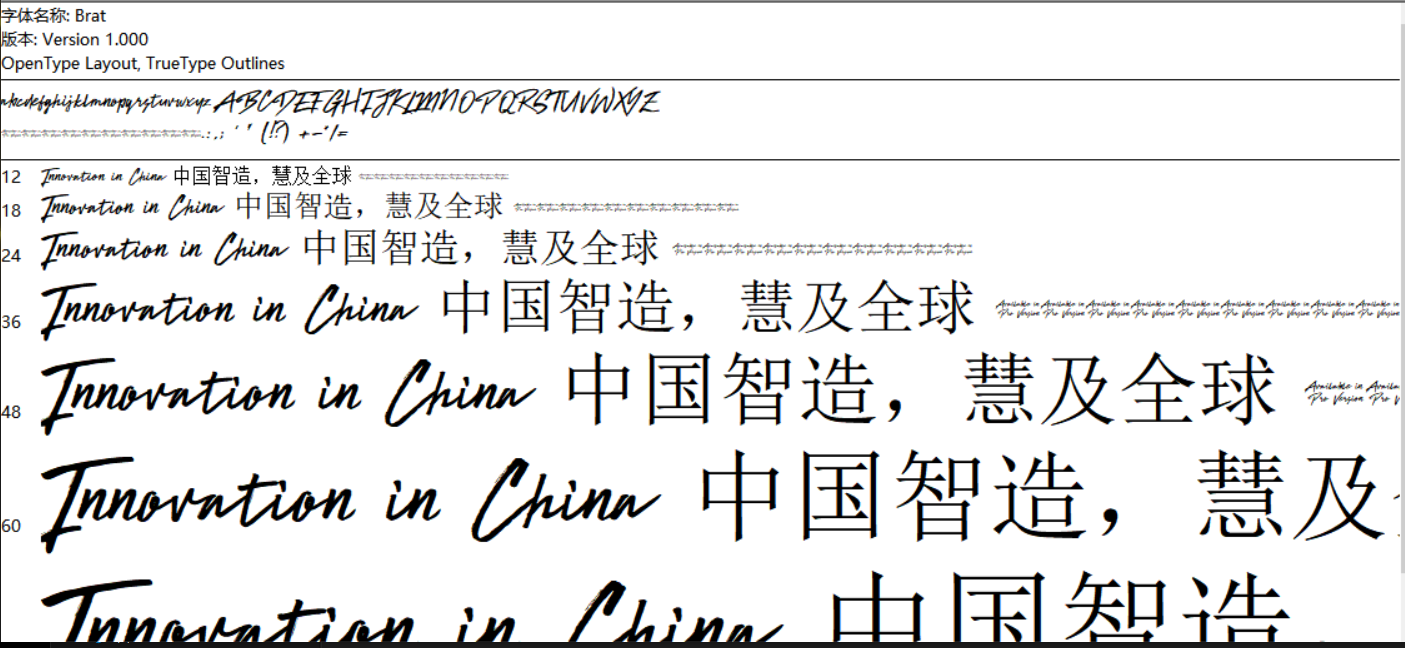 字体名称: Brat
版本: Version 1.000
OpenType Layout, TrueType Outlines
abcdefghijklmnopqrstuvwxyz ABCDEFGHIJKLMNOPQRSTUVWXYZ
.:,; ' " (!?) +-*/=
12 Innovation in China 中国智造，慧及全球
18 Innovation in China 中国智造，慧及全球
24 Innovation in China 中国智造，慧及全球
36 Innovation in China 中国智造，慧及全球 Available in Available in Available in Available in Available in Available in Available in Available in Available in
Pro Version Pro Version Pro Version Pro Version Pro Version Pro Version Pro Version Pro Version Pro Version
48 Innovation in China 中国智造，慧及全球 Available in Availa
Pro Version Pro V
60 Innovation in China 中国智造，慧及
Innovation in China 中国智造